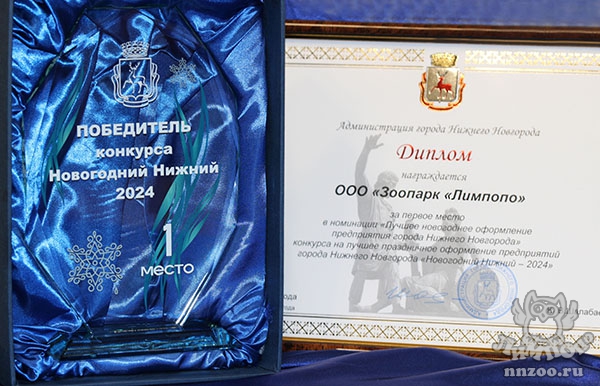 ПОБЕДИТЕЛЬ
конкурса
Новогодний Нижний
2024
1
место
Администрация города Нижнего Новгорода
Диплом
награждается
ООО «Зоопарк «Лимпопо»
за первое место
в номинации «Лучшее новогоднее оформление
предприятия города Нижнего Новгорода»
конкурса на лучшее праздничное оформление предприятий
города Нижнего Новгорода «Новогодний Нижний – 2024»
nnzoo.ru